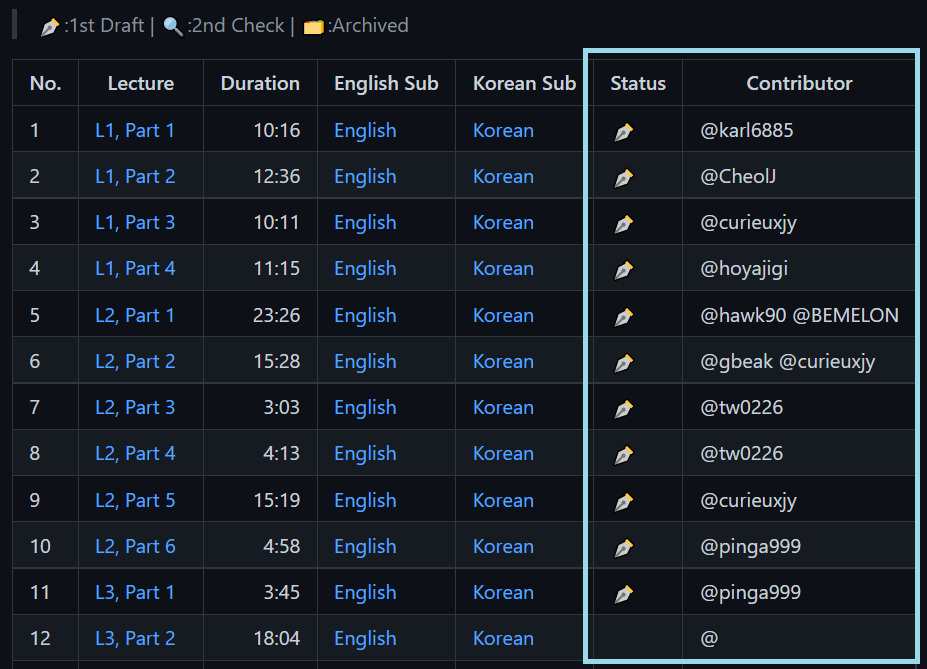 ✒️:1st Draft | 🔍:2nd Check | 🗂️:Archived
No. Lecture Duration English Sub Korean Sub Status Contributor
1 L1, Part 1 10:16 English Korean ✒️ @karl6885
2 L1, Part 2 12:36 English Korean ✒️ @CheolJ
3 L1, Part 3 10:11 English Korean ✒️ @curieuxjy
4 L1, Part 4 11:15 English Korean ✒️ @hoyajigi
5 L2, Part 1 23:26 English Korean ✒️ @hawk90 @BEMELON
6 L2, Part 2 15:28 English Korean ✒️ @gbeak @curieuxjy
7 L2, Part 3 3:03 English Korean ✒️ @tw0226
8 L2, Part 4 4:13 English Korean ✒️ @tw0226
9 L2, Part 5 15:19 English Korean ✒️ @curieuxjy
10 L2, Part 6 4:58 English Korean ✒️ @pinga999
11 L3, Part 1 3:45 English Korean ✒️ @pinga999
12 L3, Part 2 18:04 English Korean @